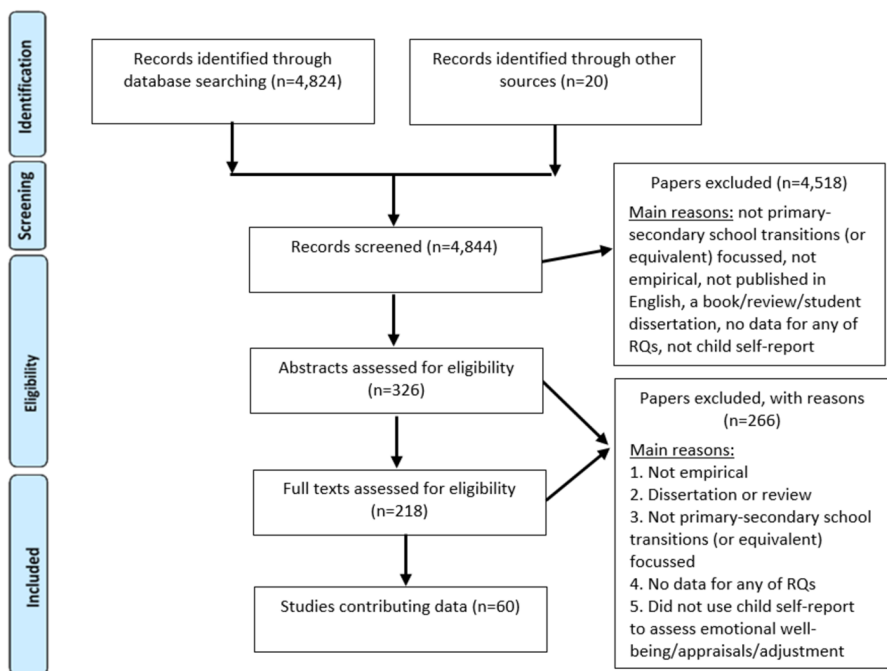 Identification
Records identified through
database searching (n=4,824)
Records identified through other
sources (n=20)
Screening
Records screened (n=4,844)
Papers excluded (n=4,518)
Main reasons: not primary-
secondary school transitions (or
equivalent) focussed, not
empirical, not published in
English, a book/review/student
dissertation, no data for any of
RQs, not child self-report
Eligibility
Abstracts assessed for eligibility
(n=326)
Full texts assessed for eligibility
(n=218)
Papers excluded, with reasons
(n=266)
Main reasons:
1. Not empirical
2. Dissertation or review
3. Not primary-secondary school
transitions (or equivalent)
focussed
4. No data for any of RQs
5. Did not use child self-report
to assess emotional well-
being/appraisals/adjustment
Included
Studies contributing data (n=60)